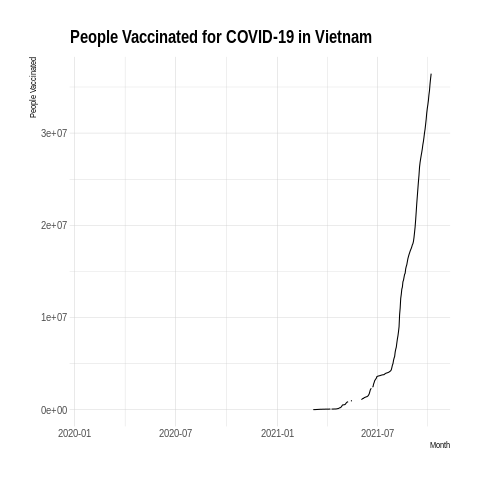 People Vaccinated for COVID-19 in Vietnam
People Vaccinated
3e+07
2e+07
1e+07
0e+00
2020-01 2020-07 2021-01 2021-07
Month